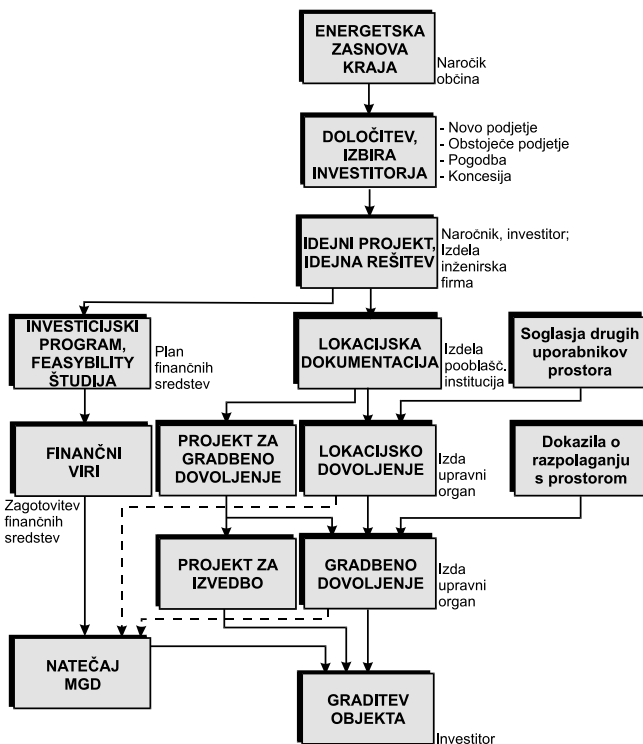 ENERGETSKA
ZASNOVA
KRAJA
Naročik
občina
DOLOČITEV,
IZBIRA
INVESTITORJA
- Novo podjetje
- Obstoječe podjetje
- Pogodba
- Koncesija
IDEJNI PROJEKT,
IDEJNA REŠITEV
Naročnik, investitor;
Izdela
inženirska
firma
INVESTICIJSKI
PROGRAM,
FEASYBILITY
ŠTUDIJA
Plan
finančnih
sredstev
LOKACIJSKA
DOKUMENTACIJA
Izdela
pooblašč.
institucija
Soglasja drugih
uporabnikov
prostora
FINANČNI
VIRI
Zagotovitev
finančnih
sredstev
PROJEKT ZA
GRADBENO
DOVOLJENJE
LOKACIJSKO
DOVOLJENJE
Izda
upravni
organ
Dokazila o
razpolaganju
s prostorom
PROJEKT ZA
IZVEDBO
GRADBENO
DOVOLJENJE
Izda
upravni
organ
NATEČAJ
MGD
GRADITEV
OBJEKTA
Investitor